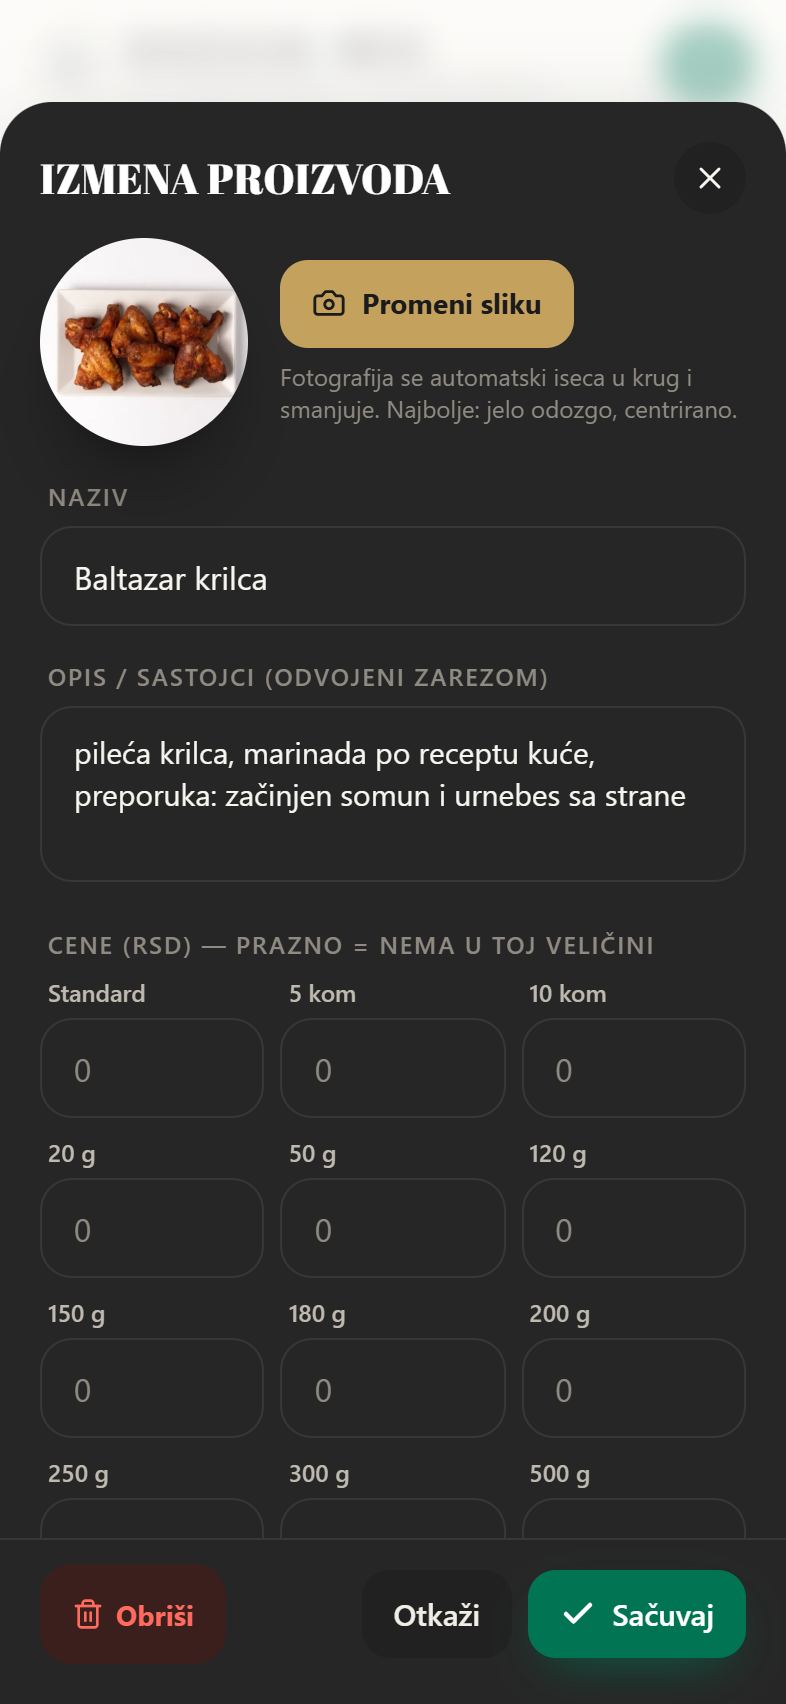 IZMENA PROIZVODA
Promeni sliku
Fotografija se automatski iseca u krug i
smanjuje. Najbolje: jelo odozgo, centrirano.
NAZIV
Baltazar krilca
OPIS / SASTOJCI (ODVOJENI ZAREZOM)
pileća krilca, marinada po receptu kuće,
preporuka: začinjen somun i urnebes sa strane
CENE (RSD) — PRAZNO = NEMA U TOJ VELIČINI
Standard 5 kom 10 kom
0 0 0
20 g 50 g 120 g
0 0 0
150 g 180 g 200 g
0 0 0
250 g 300 g 500 g
Obriši Otkaži Sačuvaj